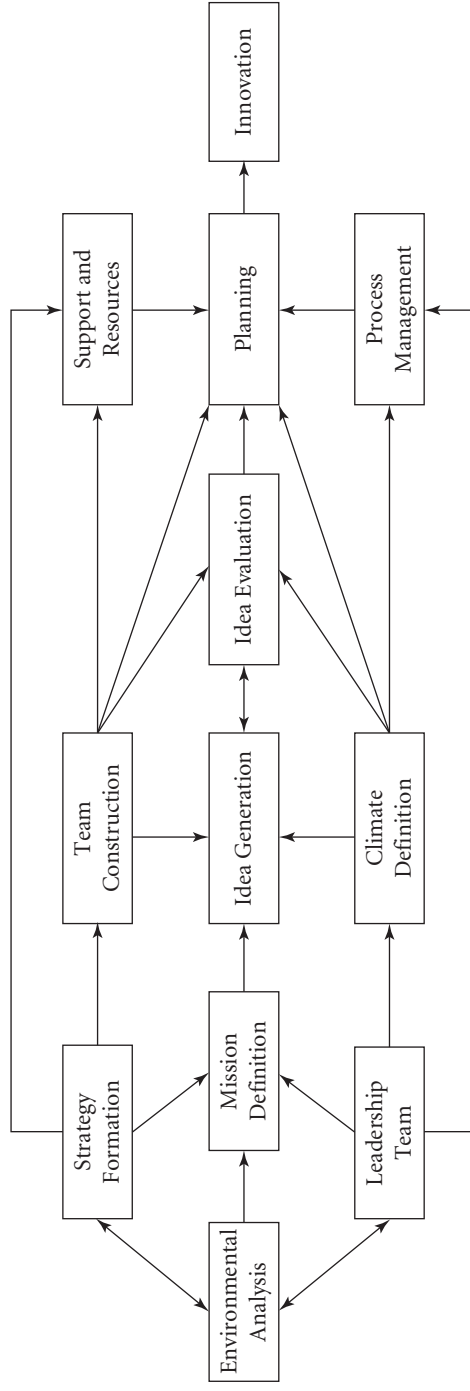 Environmental
Analysis
Strategy
Formation
Mission
Definition
Leadership
Team
Team
Construction
Idea Generation
Climate
Definition
Idea Evaluation
Support and
Resources
Planning
Process
Management
Innovation